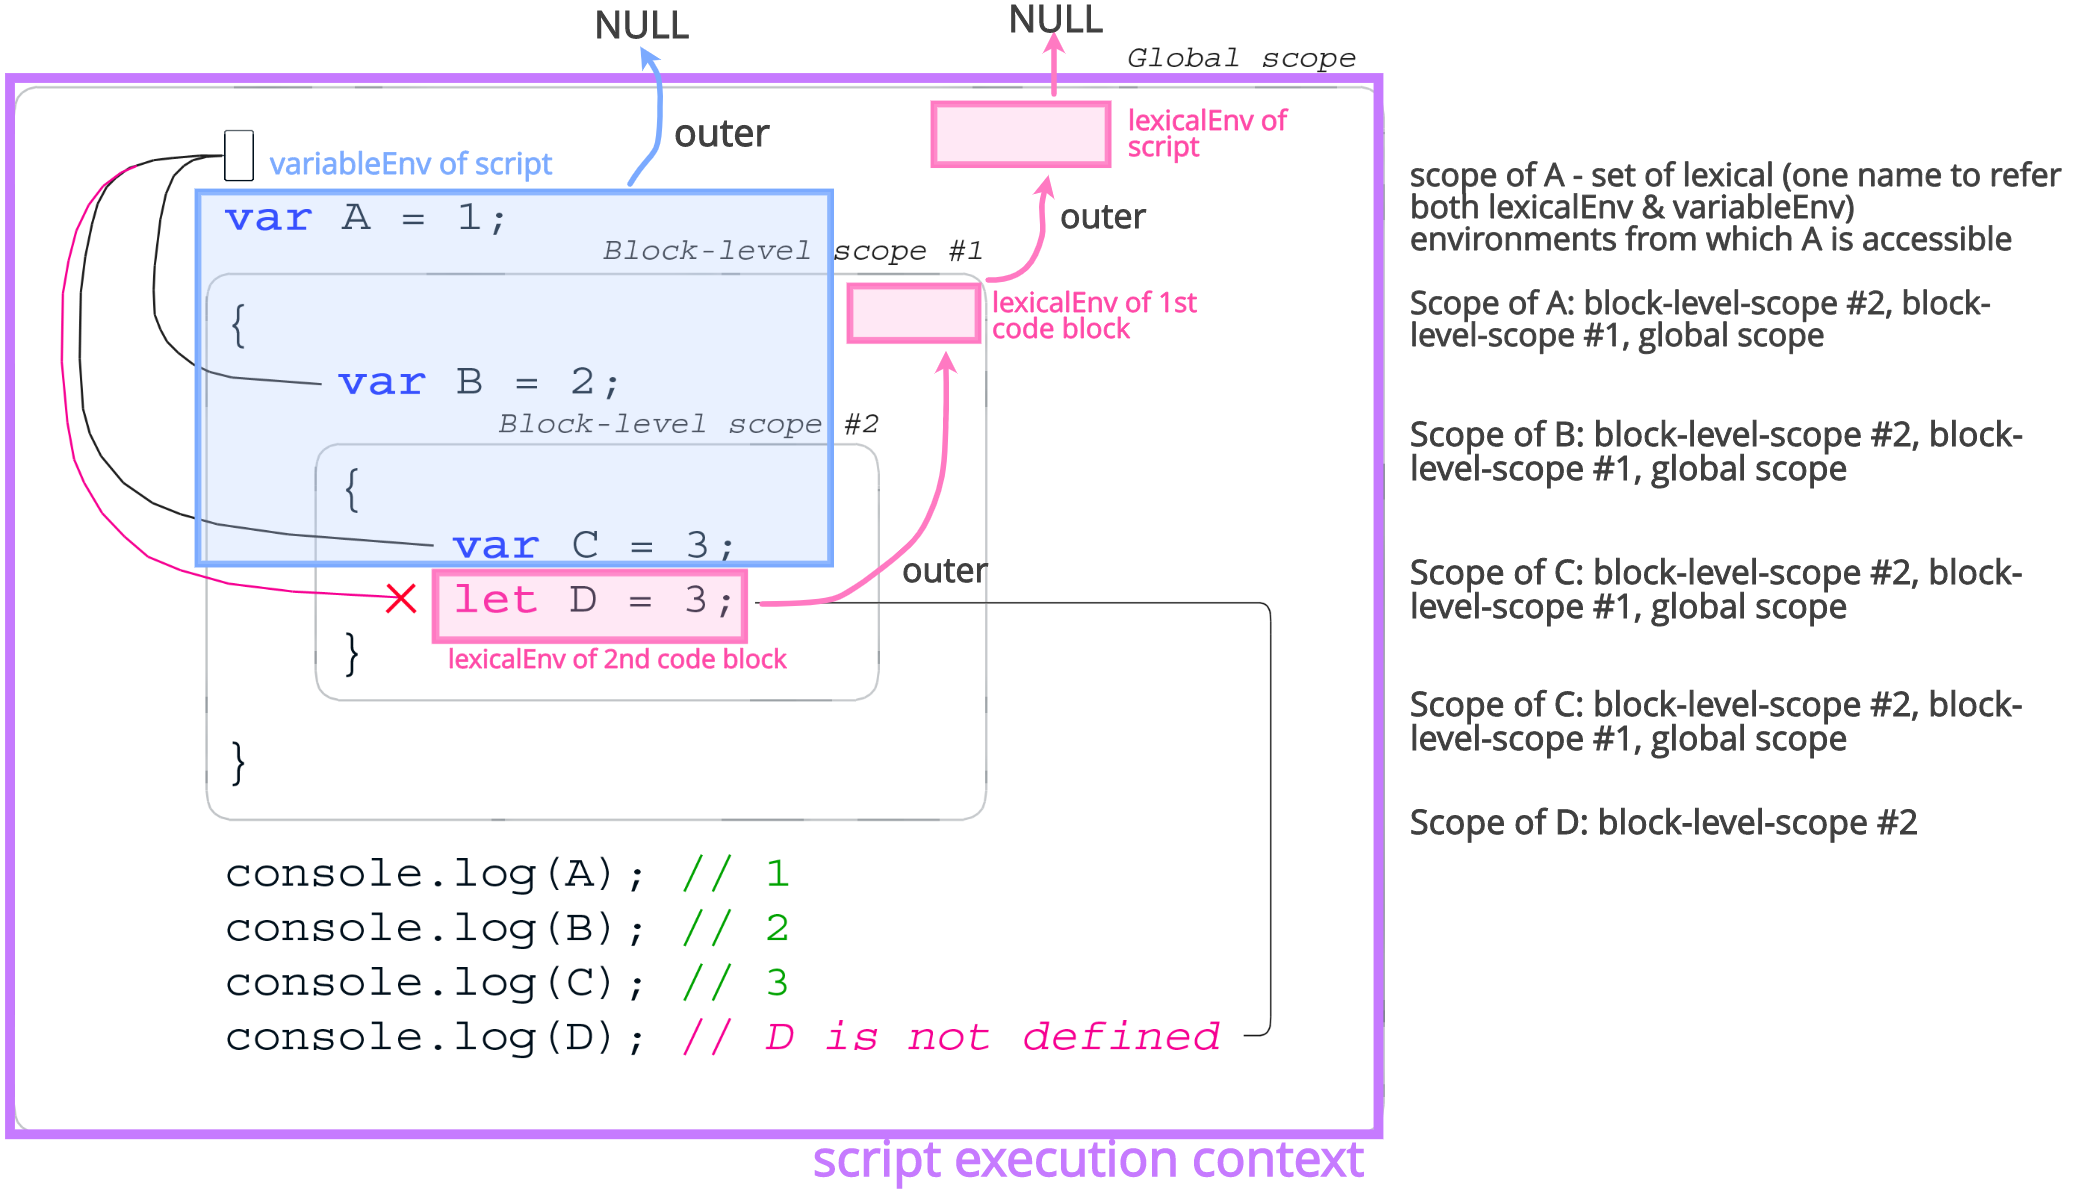 NULL
NULL
Global scope
outer
lexicalEnv of
script
variableEnv of script
var A = 1;
outer
Block-level scope #1
{
lexicalEnv of 1st
code block
var B = 2;
Block-level scope #2
{
var C = 3;
outer
let D = 3;
}
lexicalEnv of 2nd code block
}
console.log(A); // 1
console.log(B); // 2
console.log(C); // 3
console.log(D); // D is not defined
script execution context
scope of A - set of lexical (one name to refer
both lexicalEnv & variableEnv)
environments from which A is accessible
Scope of A: block-level-scope #2, block-
level-scope #1, global scope
Scope of B: block-level-scope #2, block-
level-scope #1, global scope
Scope of C: block-level-scope #2, block-
level-scope #1, global scope
Scope of C: block-level-scope #2, block-
level-scope #1, global scope
Scope of D: block-level-scope #2